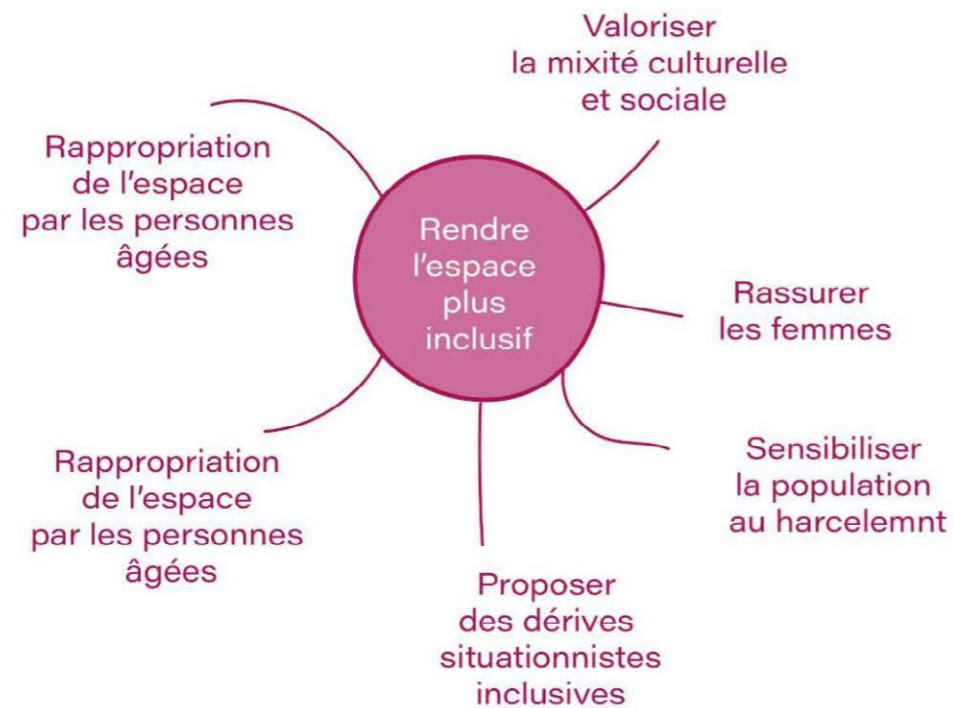 Valoriser
la mixité culturelle
et sociale
Rappropriation
de l'espace
par les personnes
âgées
Rendre
l'espace
plus
inclusif
Rassurer
les femmes
Rappropriation
de l'espace
par les personnes
âgées
Sensibiliser
la population
au harcelemnt
Proposer
des dérives
situationnistes
inclusives